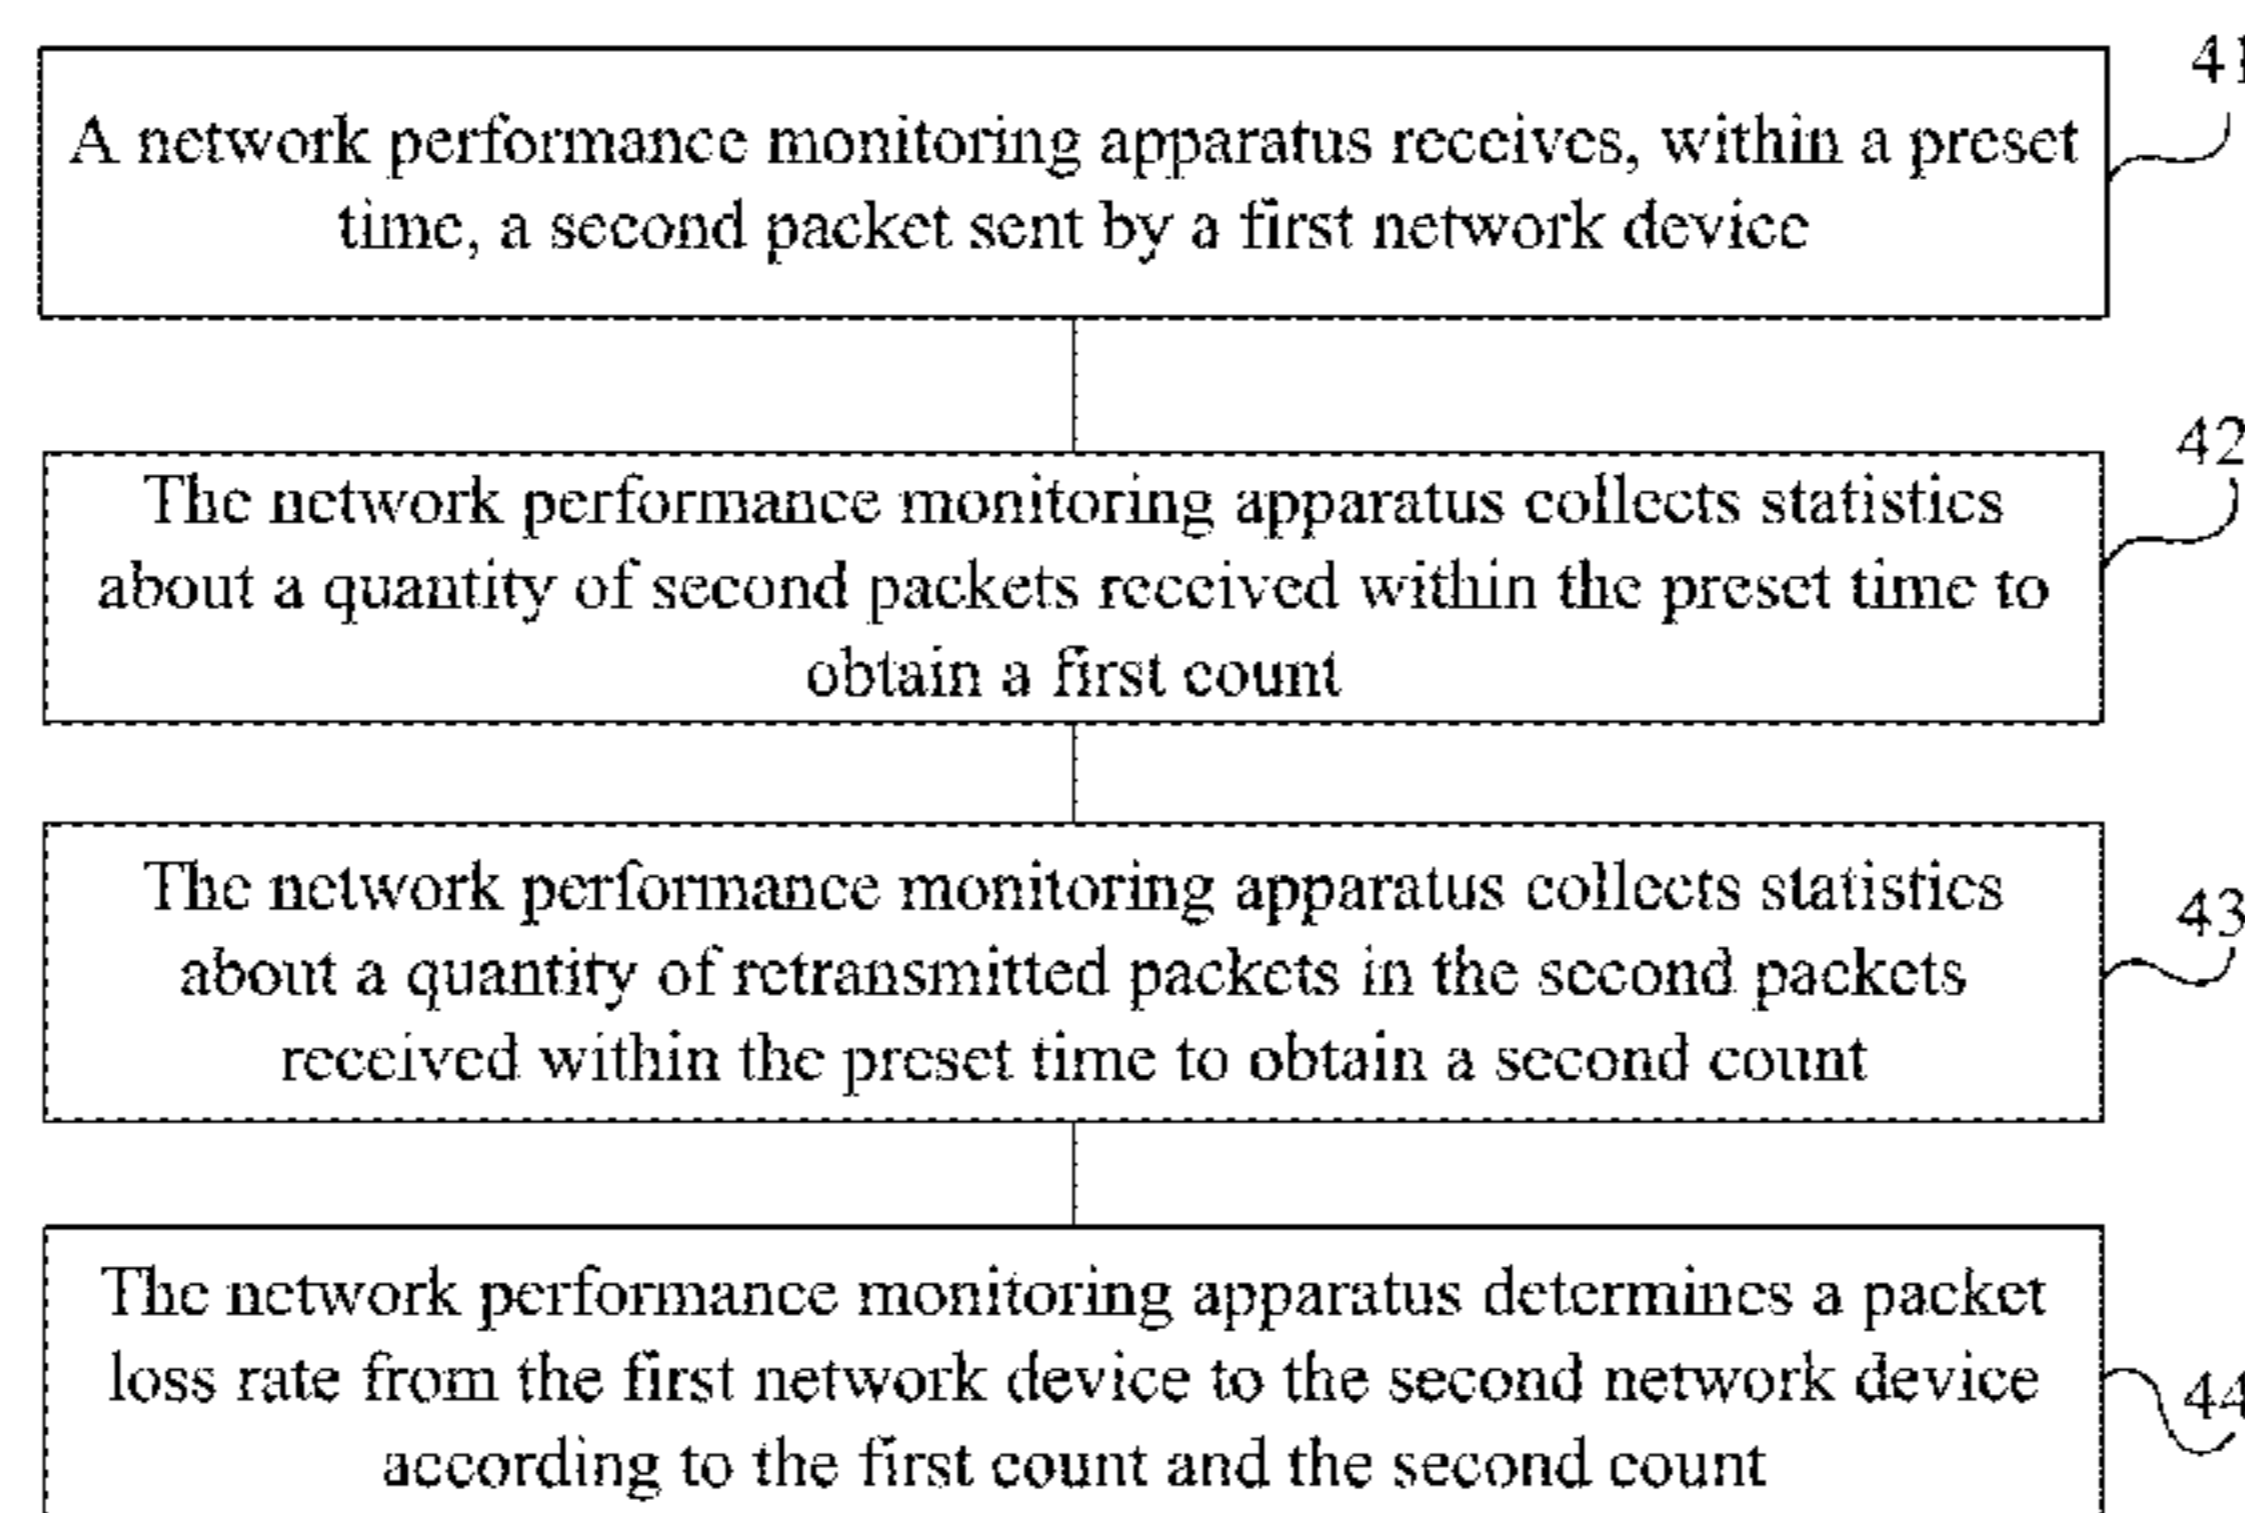 41
A network performance monitoring apparatus receives, within a preset
time, a second packet sent by a first network device
42
The network performance monitoring apparatus collects statistics
about a quantity of second packets received within the preset time to
obtain a first count
43
The network performance monitoring apparatus collects statistics
about a quantity of retransmitted packets in the second packets
received within the preset time to obtain a second count
The network performance monitoring apparatus determines a packet
loss rate from the first network device to the second network device
44
according to the first count and the second count